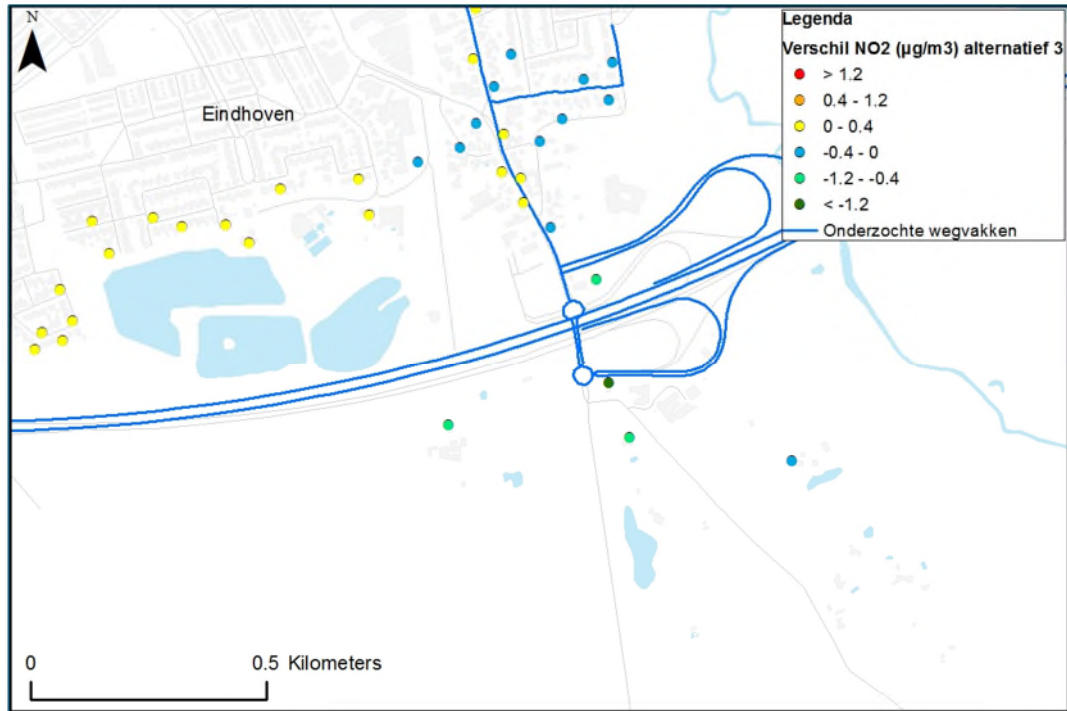 N
Eindhoven
Legenda
Verschil NO2 (µg/m3) alternatief 3
> 1.2
0.4 - 1.2
0 - 0.4
-0.4 - 0
-1.2 - -0.4
< -1.2
Onderzochte wegvakken
0 0.5 Kilometers